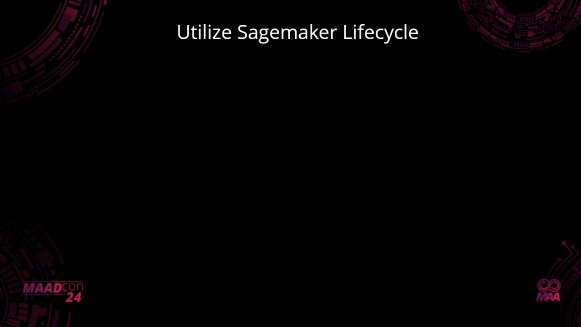 Utilize Sagemaker Lifecycle
MAADcon
24
MAA